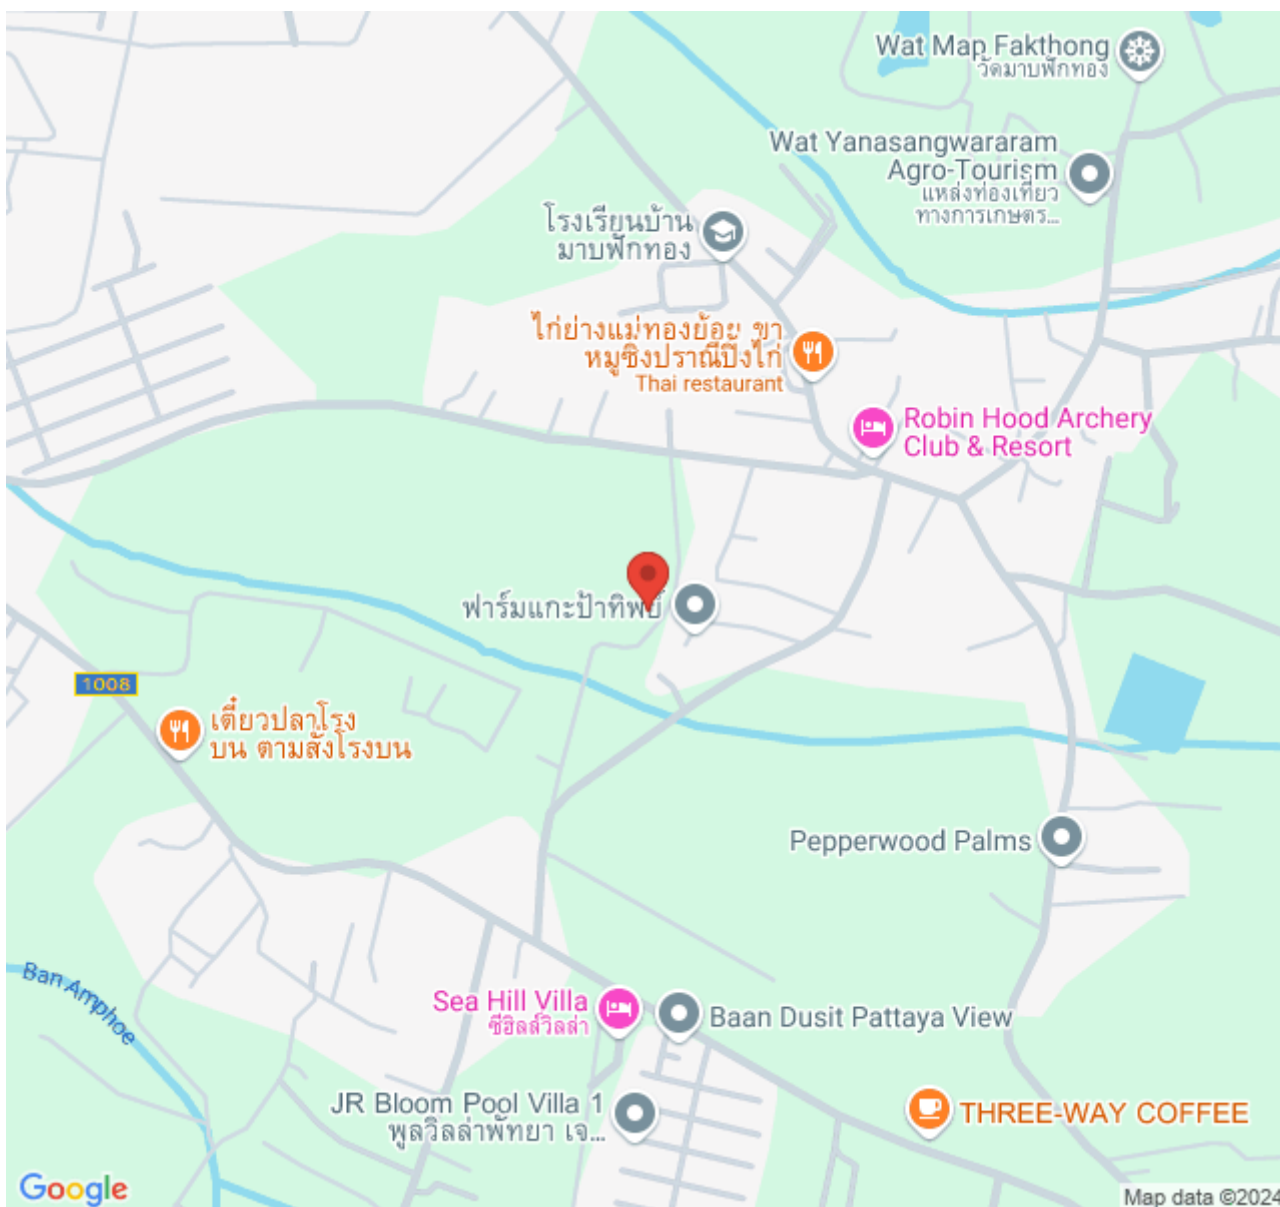 Wat Map Fakthong
วัดมาบฟักทอง
Wat Yanasangwararam
Agro-Tourism
แหล่งท่องเที่ยว
ทางการเกษตร...
โรงเรียนบ้าน
มาบฟักทอง
ไก่ย่างแม่ทองย้อย ขา
หมูซิงปราณีปิ้งไก่
Thai restaurant
Robin Hood Archery
Club & Resort
ฟาร์มแกะป้าทิพย์
1008
เตี๋ยวปลาโรง
บน ตามสั่งโรงบน
Pepperwood Palms
Ban Amphoe
Sea Hill Villa
ซีฮิลล์วิลล่า
Baan Dusit Pattaya View
JR Bloom Pool Villa 1
พูลวิลล่าพัทยา เจ...
THREE-WAY COFFEE
Google
Map data ©2024